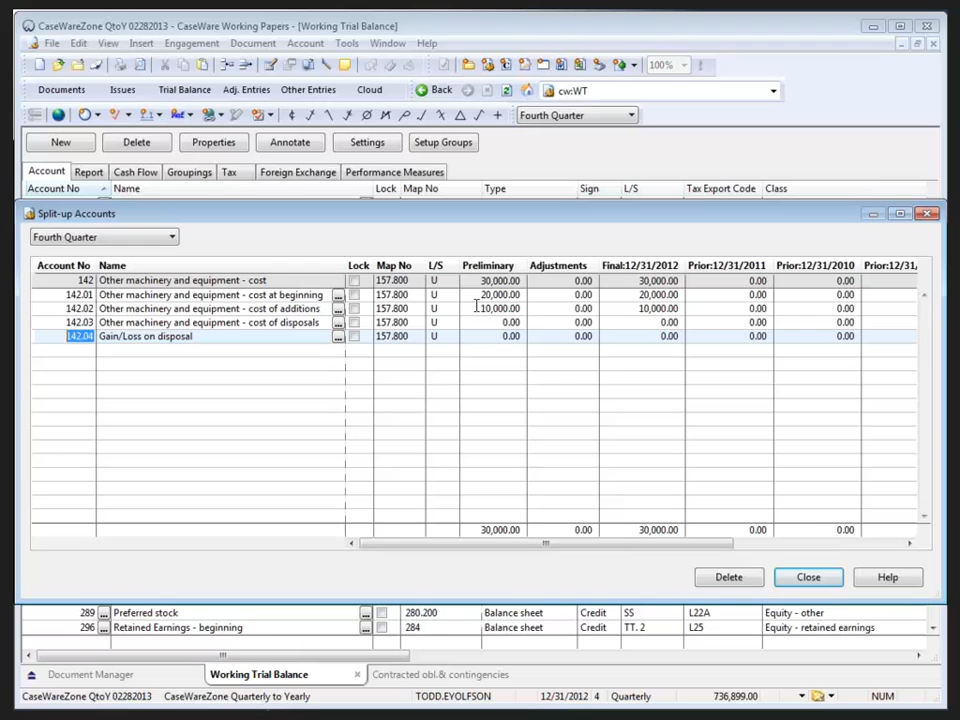 CaseWareZone QtoY 02282013 - CaseWare Working Papers - [Working Trial Balance]
File Edit View Insert Engagement Document Account Tools Window Help
100%
Documents Issues Trial Balance Adj. Entries Other Entries Cloud Back cw:WT
Fourth Quarter
New Delete Properties Annotate Settings Setup Groups
Account Report Cash Flow Groupings Tax Foreign Exchange Performance Measures
Account No Name Lock Map No Type Sign L/S Tax Export Code Class
Split-up Accounts
Fourth Quarter
Account No Name Lock Map No L/S Preliminary Adjustments Final:12/31/2012 Prior:12/31/2011 Prior:12/31/2010 Prior:12/31/
142 Other machinery and equipment - cost 157.800 U 30,000.00 0.00 30,000.00 0.00 0.00
142.01 Other machinery and equipment - cost at beginning ... 157.800 U 20,000.00 0.00 20,000.00 0.00 0.00
142.02 Other machinery and equipment - cost of additions ... 157.800 U 10,000.00 0.00 10,000.00 0.00 0.00
142.03 Other machinery and equipment - cost of disposals ... 157.800 U 0.00 0.00 0.00 0.00 0.00
142.04 Gain/Loss on disposal ... 157.800 U 0.00 0.00 0.00 0.00 0.00
30,000.00 0.00 30,000.00 0.00 0.00
Delete Close Help
289 ... Preferred stock ... 280.200 Balance sheet Credit SS L22A Equity - other
296 ... Retained Earnings - beginning ... 284 Balance sheet Credit TT. 2 L25 Equity - retained earnings
Document Manager Working Trial Balance Contracted obl.& contingencies
CaseWareZone QtoY 02282013 CaseWareZone Quarterly to Yearly TODD.EYOLFSON 12/31/2012 4 Quarterly 736,899.00 NUM